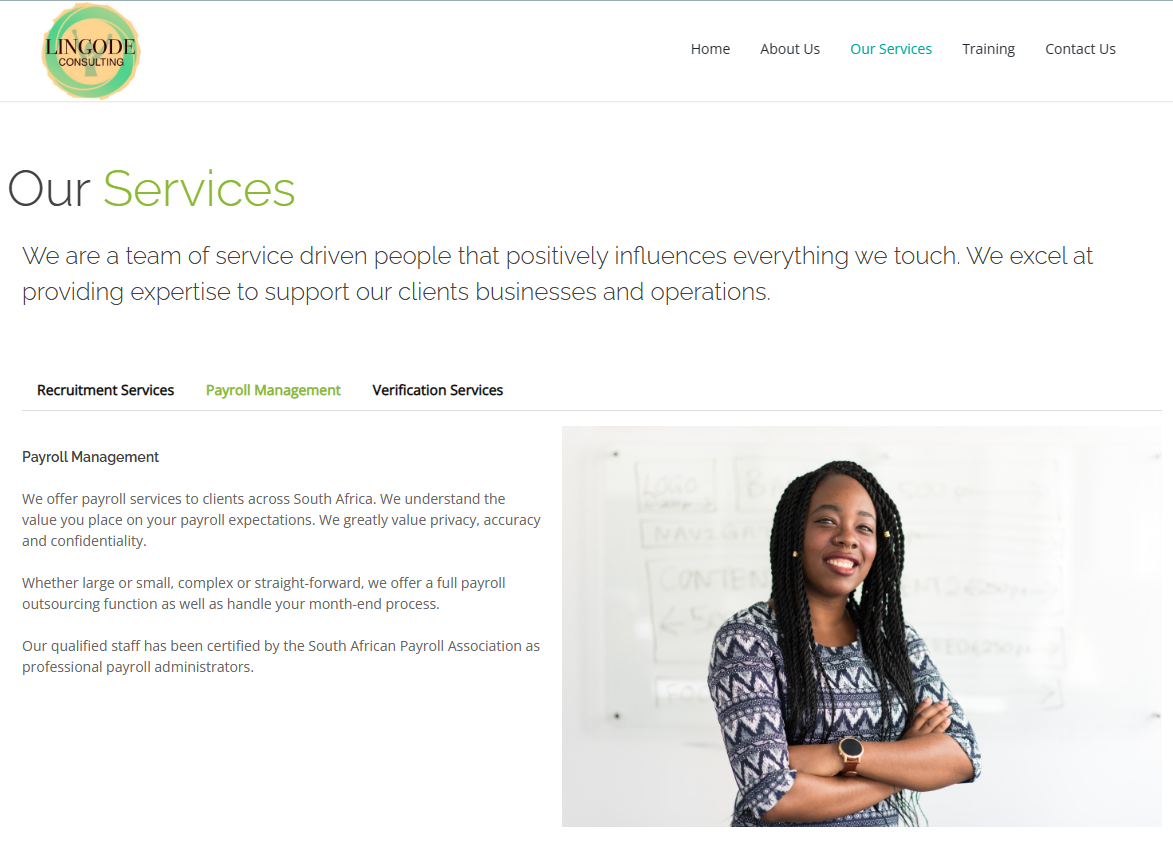 LINGODE
CONSULTING
Home About Us Our Services Training Contact Us
Our Services
We are a team of service driven people that positively influences everything we touch. We excel at
providing expertise to support our clients businesses and operations.
Recruitment Services Payroll Management Verification Services
Payroll Management
We offer payroll services to clients across South Africa. We understand the
value you place on your payroll expectations. We greatly value privacy, accuracy
and confidentiality.
Whether large or small, complex or straight-forward, we offer a full payroll
outsourcing function as well as handle your month-end process.
Our qualified staff has been certified by the South African Payroll Association as
professional payroll administrators.
LOGO